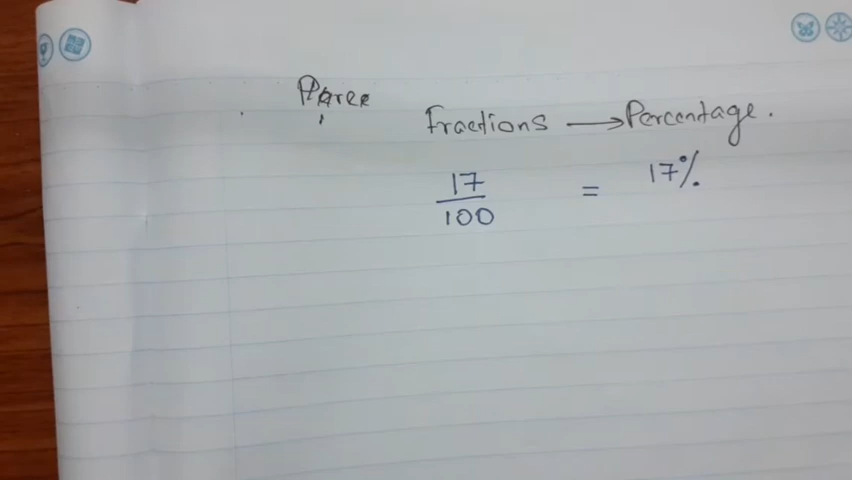 Fractions → Percentage.
17/100 = 17%